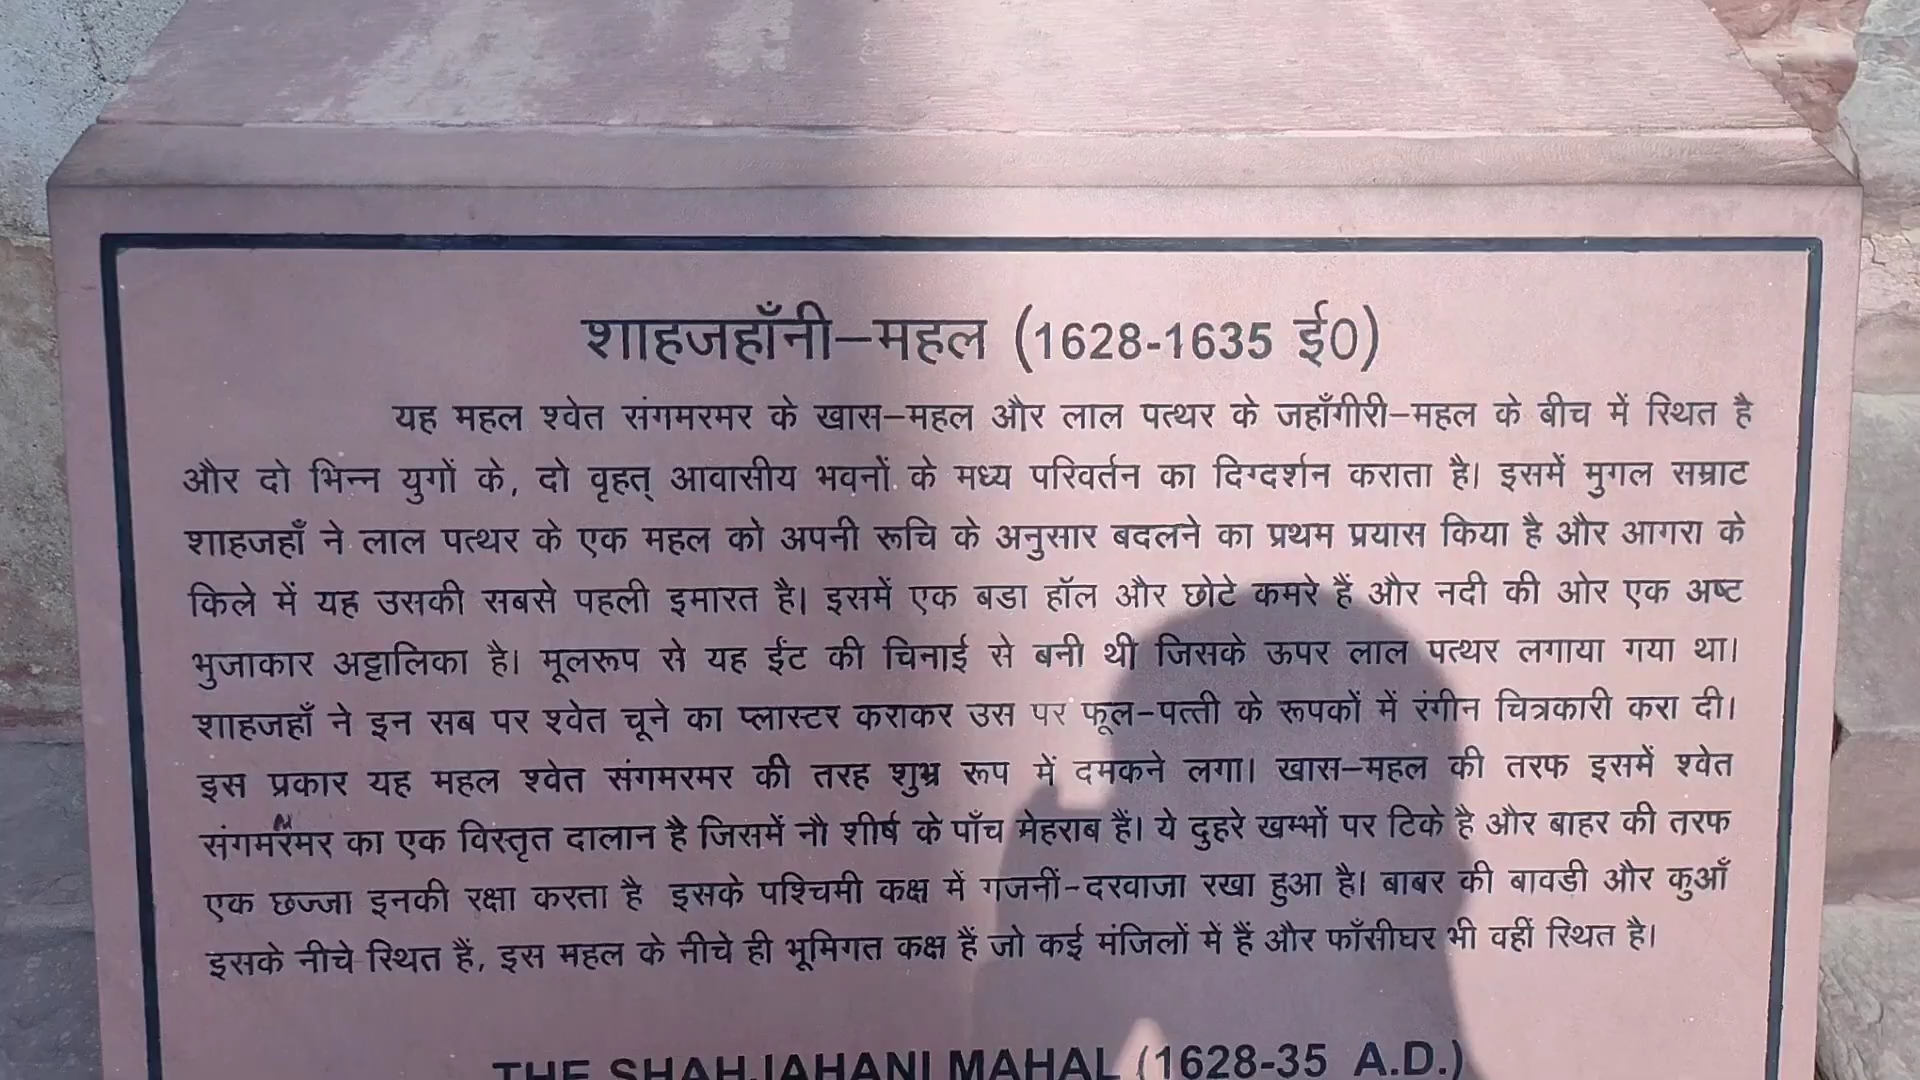 शाहजहाँनी–महल (1628-1635 ई0)
यह महल श्वेत संगमरमर के खास–महल और लाल पत्थर के जहाँगीरी–महल के बीच में स्थित है
और दो भिन्न युगों के, दो वृहत् आवासीय भवनों के मध्य परिवर्तन का दिग्दर्शन कराता है। इसमें मुगल सम्राट
शाहजहाँ ने लाल पत्थर के एक महल को अपनी रूचि के अनुसार बदलने का प्रथम प्रयास किया है और आगरा के
किले में यह उसकी सबसे पहली इमारत है। इसमें एक बडा हॉल और छोटे कमरे हैं और नदी की ओर एक अष्ट
भुजाकार अट्टालिका है। मूलरूप से यह ईंट की चिनाई से बनी थी जिसके ऊपर लाल पत्थर लगाया गया था।
शाहजहाँ ने इन सब पर श्वेत चूने का प्लास्टर कराकर उस पर फूल-पत्ती के रूपकों में रंगीन चित्रकारी करा दी।
इस प्रकार यह महल श्वेत संगमरमर की तरह शुभ्र रूप में दमकने लगा। खास–महल की तरफ इसमें श्वेत
संगमरमर का एक विस्तृत दालान है जिसमें नौ शीर्ष के पाँच मेहराब हैं। ये दुहरे खम्भों पर टिके है और बाहर की तरफ
एक छज्जा इनकी रक्षा करता है इसके पश्चिमी कक्ष में गजनीं-दरवाजा रखा हुआ है। बाबर की बावडी और कुआँ
इसके नीचे स्थित हैं, इस महल के नीचे ही भूमिगत कक्ष हैं जो कई मंजिलों में हैं और फाँसीघर भी वहीं स्थित है।
THE SHAHJAHANI MAHAL (1628-35 A.D.)